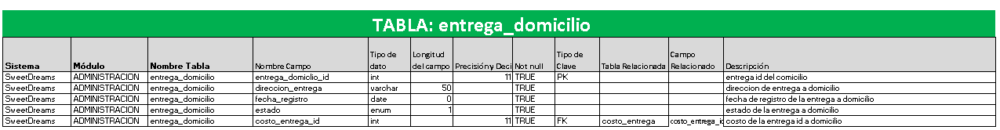 TABLA: entrega_domicilio
Sistema Módulo Nombre Tabla Nombre Campo Tipo de dato Longitud del campo Precisión y Deci Not null Tipo de Clave Tabla Relacionada Campo Relacionado Descripción
SweetDreams ADMINISTRACION entrega_domicilio entrega_domiclio_id int 11 TRUE PK entrega id del comicilio
SweetDreams ADMINISTRACION entrega_domicilio direccion_entrega varchar 50 TRUE direccion de entrega a domicilio
SweetDreams ADMINISTRACION entrega_domicilio fecha_registro date 0 TRUE fecha de registro de la entrega a domicilio
SweetDreams ADMINISTRACION entrega_domicilio estado enum 1 TRUE estado de la entrega a domicilio
SweetDreams ADMINISTRACION entrega_domicilio costo_entrega_id int 11 TRUE FK costo_entrega costo_entrega_id costo de la entrega id a domicilio